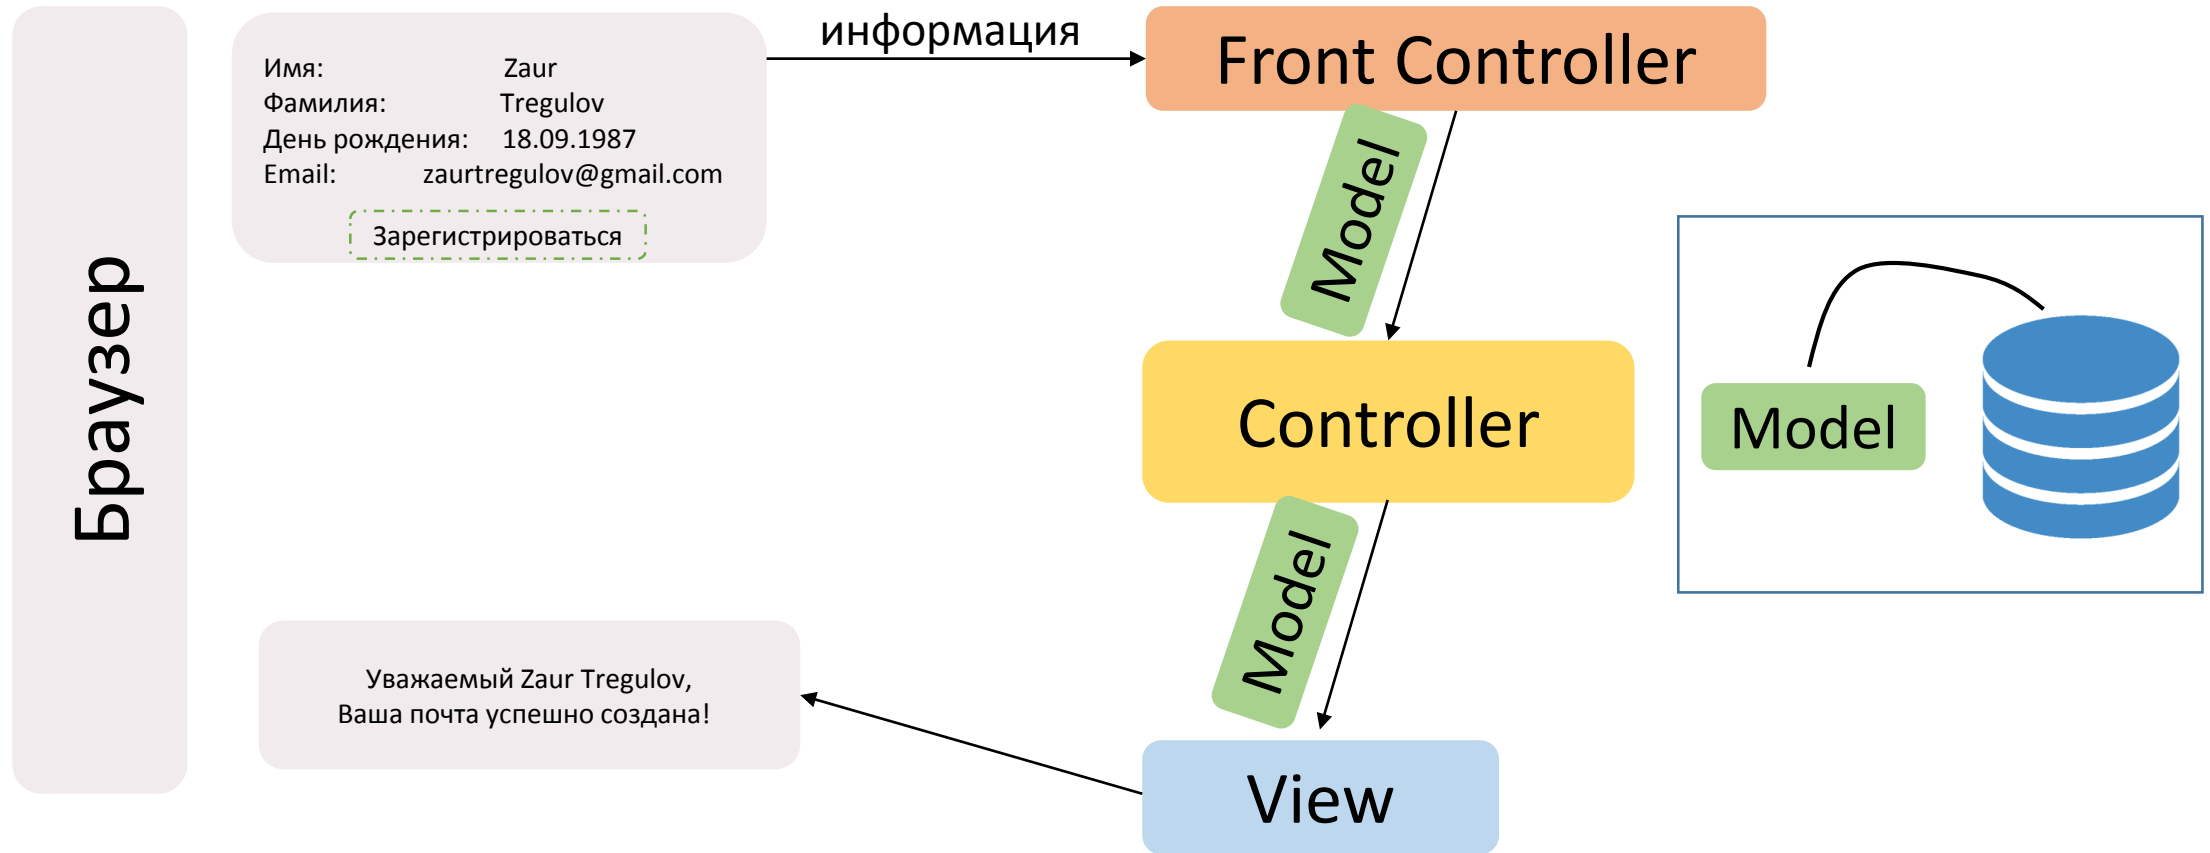 Браузер
Имя: Zaur
Фамилия: Tregulov
День рождения: 18.09.1987
Email: zaurtregulov@gmail.com
Зарегистрироваться
информация
Front Controller
Model
Controller
Model
Model
View
Уважаемый Zaur Tregulov,
Ваша почта успешно создана!